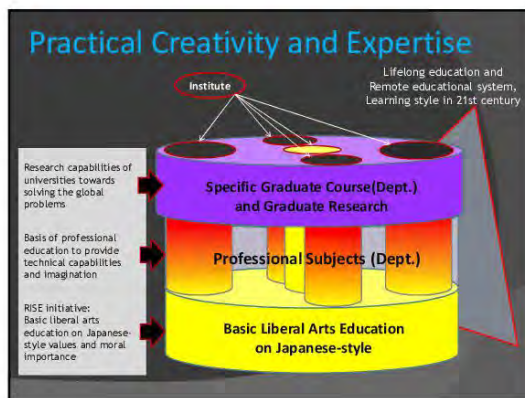 Practical Creativity and Expertise
Institute
Lifelong education and
Remote educational system,
Learning style in 21st century
Research capabilities of
universities towards
solving the global
problems
Specific Graduate Course(Dept.)
and Graduate Research
Basis of professional
education to provide
technical capabilities
and imagination
Professional Subjects (Dept.)
RISE initiative:
Basic liberal arts
education on Japanese-
style values and moral
importance
Basic Liberal Arts Education
on Japanese-style